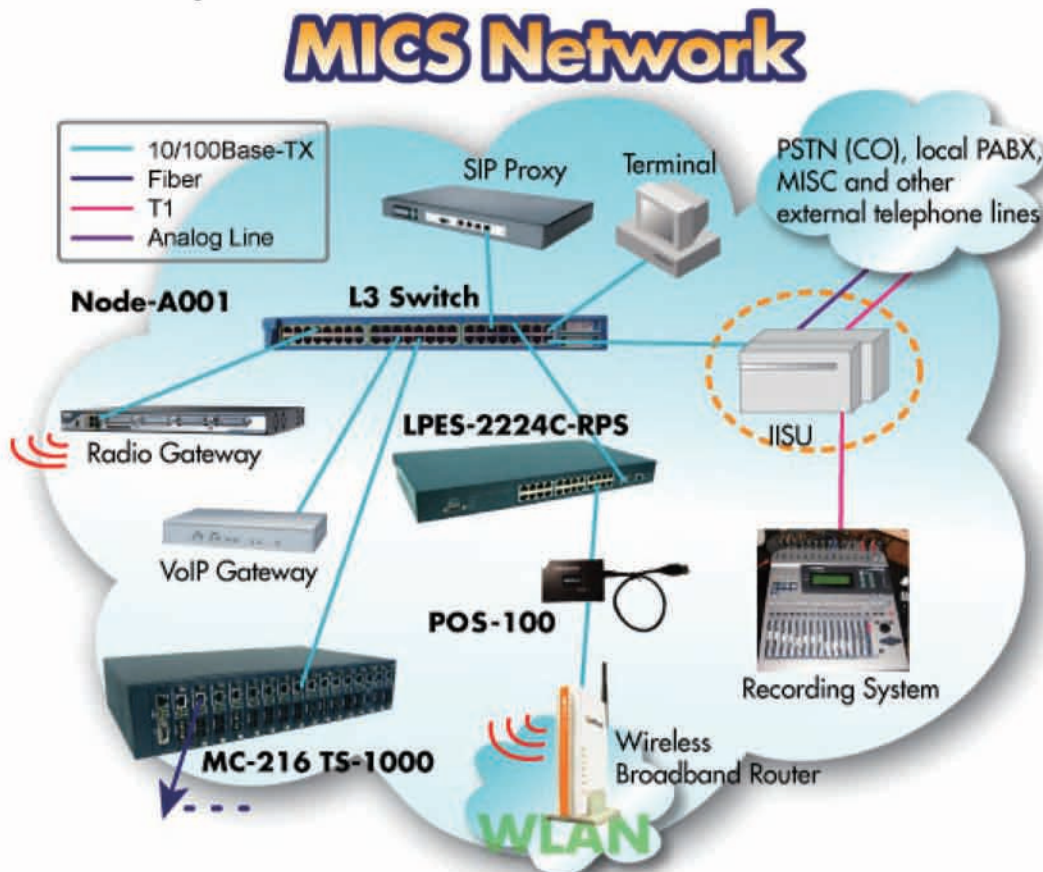 MICS Network
10/100Base-TX
Fiber
T1
Analog Line
SIP Proxy
Terminal
PSTN (CO), local PABX,
MISC and other
external telephone lines
Node-A001
L3 Switch
LPES-2224C-RPS
IISU
Radio Gateway
VoIP Gateway
POS-100
Recording System
MC-216 TS-1000
Wireless
Broadband Router
WLAN